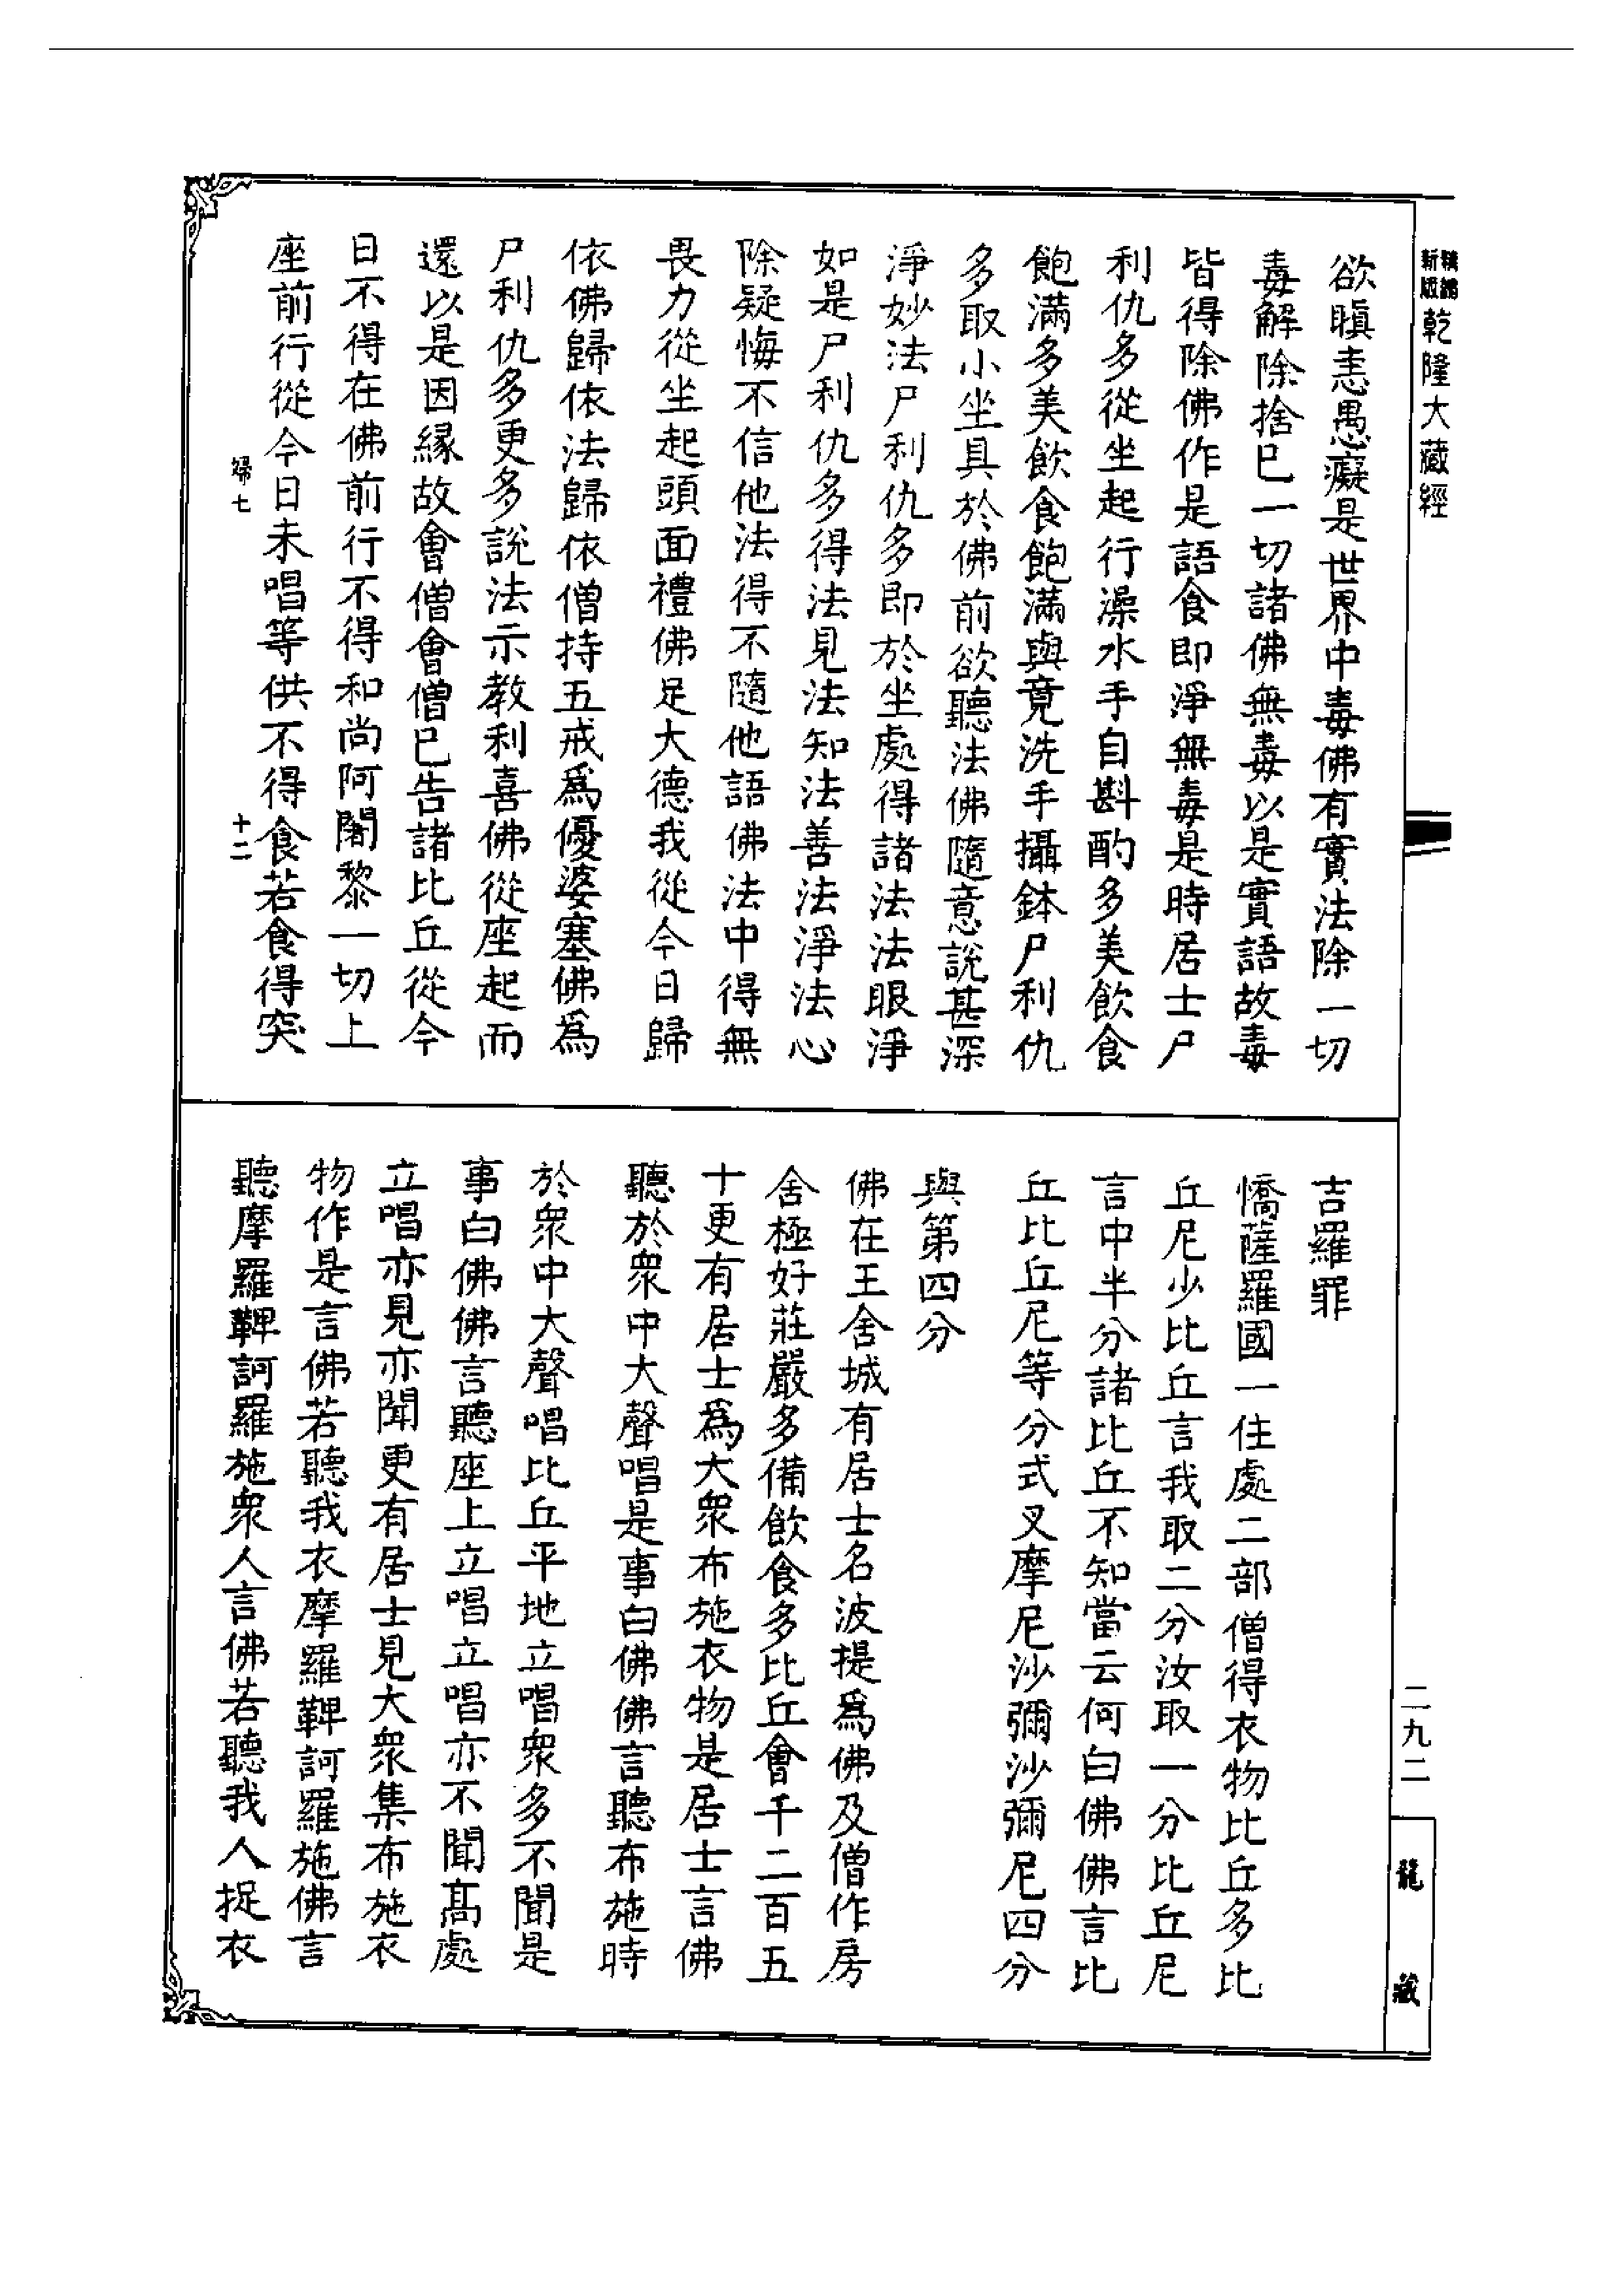 乾隆大藏經
欲瞋恚愚癡是世界中毒佛有實法除一切
毒解除捨已一切諸佛無毒以是實語故毒
皆得除佛作是語食即淨無毒是時居士尸
利仇多從坐起行澡水手自斟酌多美飲食
飽滿多美飲食飽滿與竟洗手攝鉢尸利仇
多取小坐具於佛前欲聽法佛隨意說甚深
淨妙法尸利仇多即於坐處得諸法法眼淨
如是尸利仇多得法見法知法善法淨法心
除疑悔不信他法得不隨他語佛法中得無
畏力從坐起頭面禮佛足大德我從今日歸
依佛歸依法歸依僧持五戒爲優婆塞佛爲
尸利仇多更多說法示教利喜佛從座起而
還以是因緣故會僧會僧已告諸比丘從今
日不得在佛前行不得和尚阿闍黎一切上
座前行從今日未唱等供不得食若食得突
婦七
十二
吉羅罪
憍薩羅國一住處二部僧得衣物比丘多比
丘尼少比丘言我取二分汝取一分比丘尼
言中半分諸比丘不知當云何白佛佛言比
丘比丘尼等分式叉摩尼沙彌沙彌尼四分
與第四分
佛在王舍城有居士名波提爲佛及僧作房
舍極好莊嚴多備飲食多比丘會千二百五
十更有居士爲大衆布施衣物是居士言佛
聽於衆中大聲唱是事白佛佛言聽布施時
於衆中大聲唱比丘平地立唱衆多不聞是
事白佛佛言聽座上立唱立唱亦不聞高處
立唱亦見亦聞更有居士見大衆集布施衣
物作是言佛若聽我衣摩羅鞞訶羅施佛言
聽摩羅鞞訶羅施衆人言佛若聽我人捉衣
二九二
龍藏